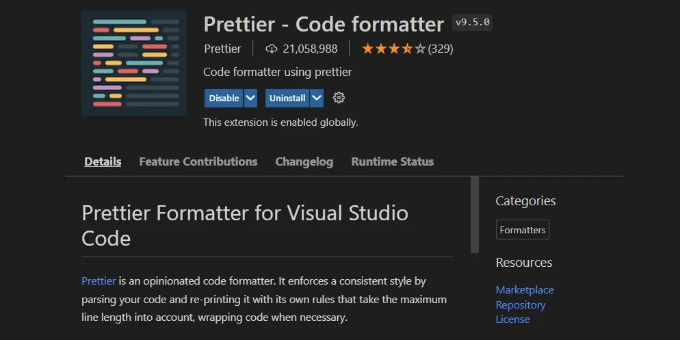 Prettier - Code formatter v9.5.0
Prettier 21,058,988 (329)
Code formatter using prettier
Disable Uninstall
This extension is enabled globally.
Details Feature Contributions Changelog Runtime Status
Prettier Formatter for Visual Studio
Code
Prettier is an opinionated code formatter. It enforces a consistent style by
parsing your code and re-printing it with its own rules that take the maximum
line length into account, wrapping code when necessary.
Categories
Formatters
Resources
Marketplace
Repository
License